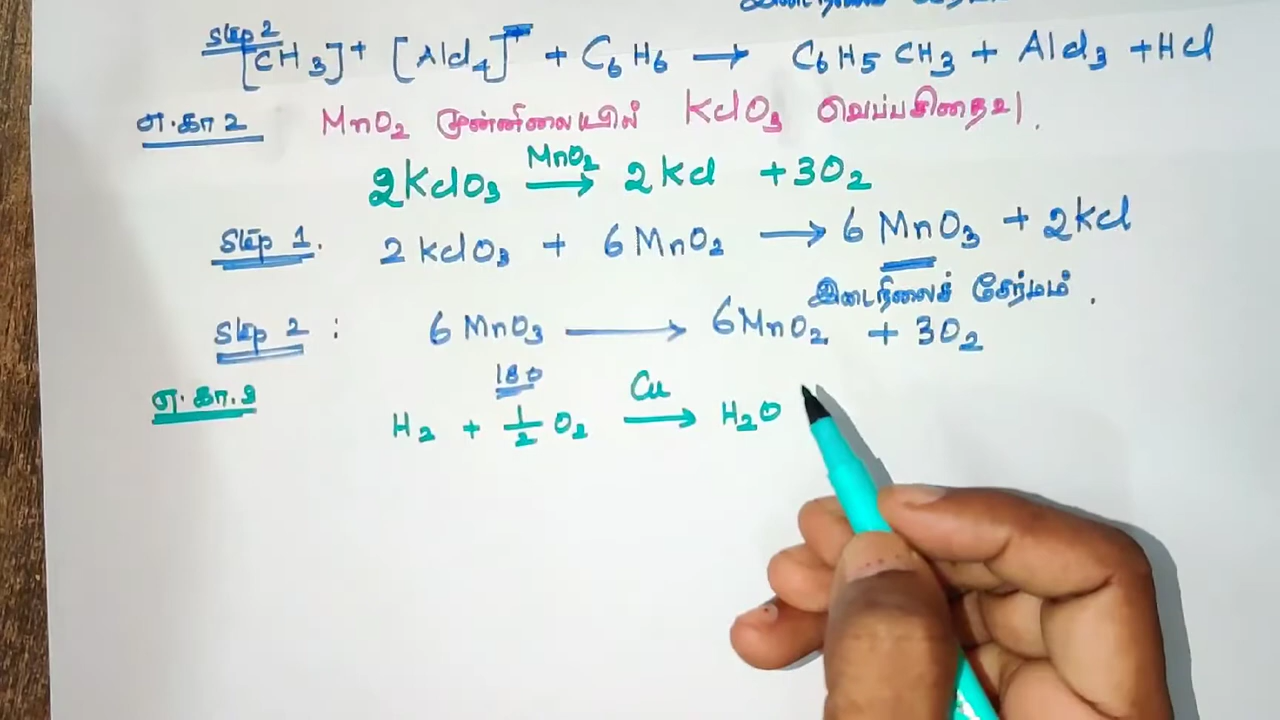 Step 2
[CH₃]⁺ [AlCl₄]⁻ + C₆H₆ → C₆H₅CH₃ + AlCl₃ + HCl
எ.கா 2 MnO₂ முன்னிலையில் KClO₃ வெப்பசிதைவு.
2KClO₃ MnO₂→ 2KCl + 3O₂
Step 1. 2KClO₃ + 6MnO₂ → 6MnO₃ + 2KCl
இடைநிலைச் சேர்மம்.
Step 2 : 6MnO₃ → 6MnO₂ + 3O₂
180
எ.கா.3 H₂ + ½ O₂ Cu→ H₂O